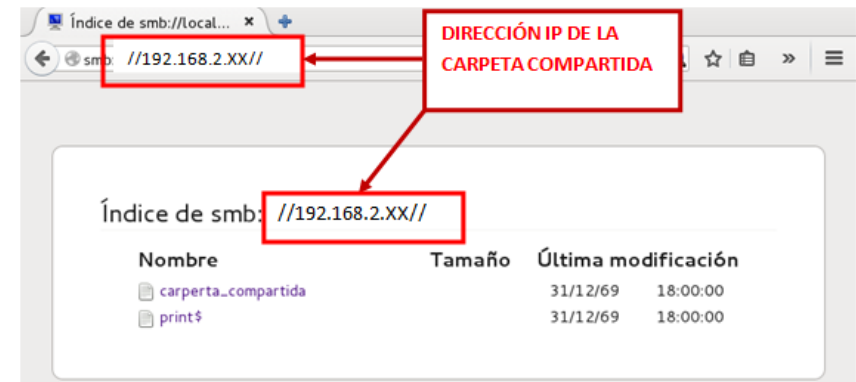 Índice de smb://local...
DIRECCIÓN IP DE LA
CARPETA COMPARTIDA
smb: //192.168.2.XX//
Índice de smb: //192.168.2.XX//
Nombre Tamaño Última modificación
carperta_compartida 31/12/69 18:00:00
print$ 31/12/69 18:00:00